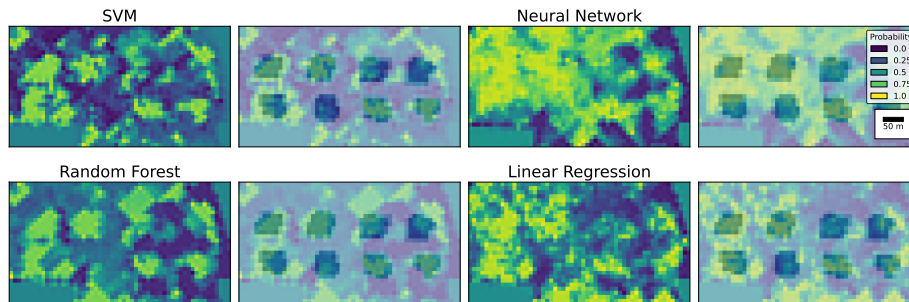 SVM
Neural Network
Probability
0.0
0.25
0.5
0.75
1.0
50 m
Random Forest
Linear Regression